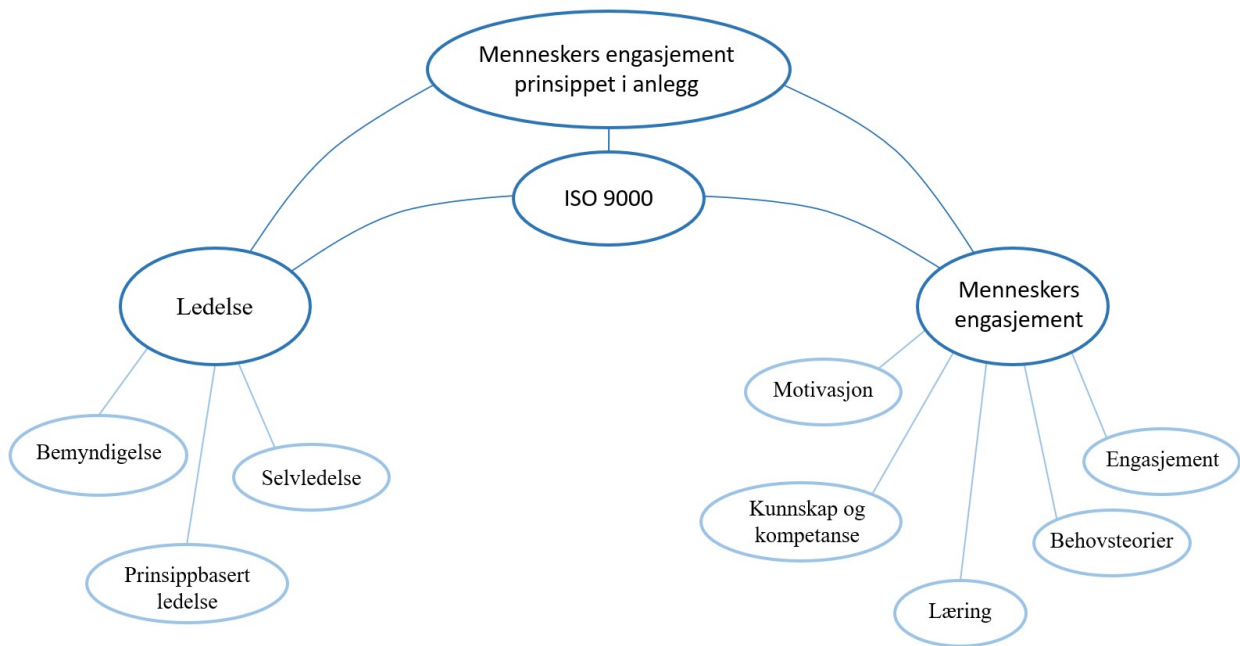 Menneskers engasjement
prinsippet i anlegg
ISO 9000
Ledelse
Menneskers
engasjement
Motivasjon
Bemyndigelse
Selvledelse
Engasjement
Kunnskap og
kompetanse
Behovsteorier
Prinsippbasert
ledelse
Læring